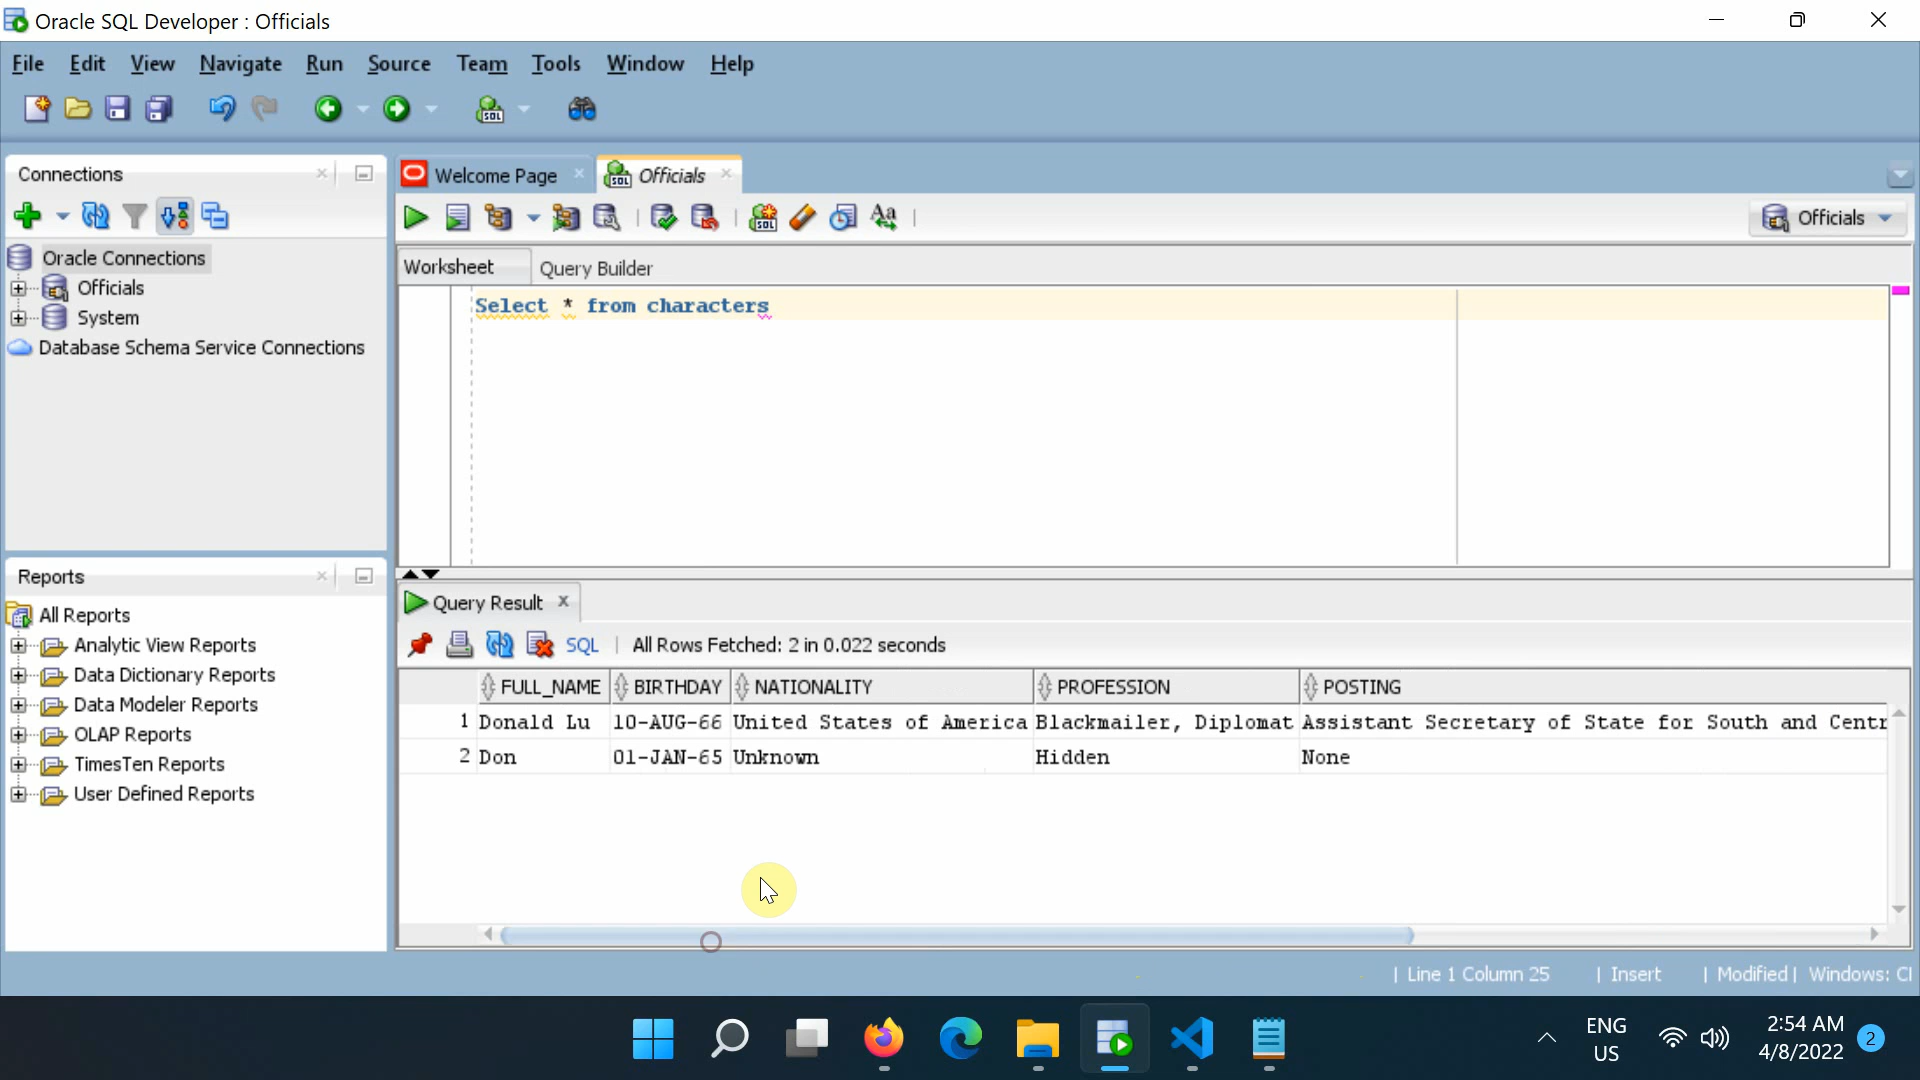 Oracle SQL Developer : Officials
File Edit View Navigate Run Source Team Tools Window Help
Connections
Welcome Page
Officials
Officials
Oracle Connections
Officials
System
Database Schema Service Connections
Worksheet
Query Builder
Select * from characters
Reports
All Reports
Analytic View Reports
Data Dictionary Reports
Data Modeler Reports
OLAP Reports
TimesTen Reports
User Defined Reports
Query Result
SQL | All Rows Fetched: 2 in 0.022 seconds
FULL_NAME BIRTHDAY NATIONALITY PROFESSION POSTING
1 Donald Lu 10-AUG-66 United States of America Blackmailer, Diplomat Assistant Secretary of State for South and Centr
2 Don 01-JAN-65 Unknown Hidden None
| Line 1 Column 25 | Insert | Modified | Windows: Cl
ENG
US
2:54 AM
4/8/2022
2